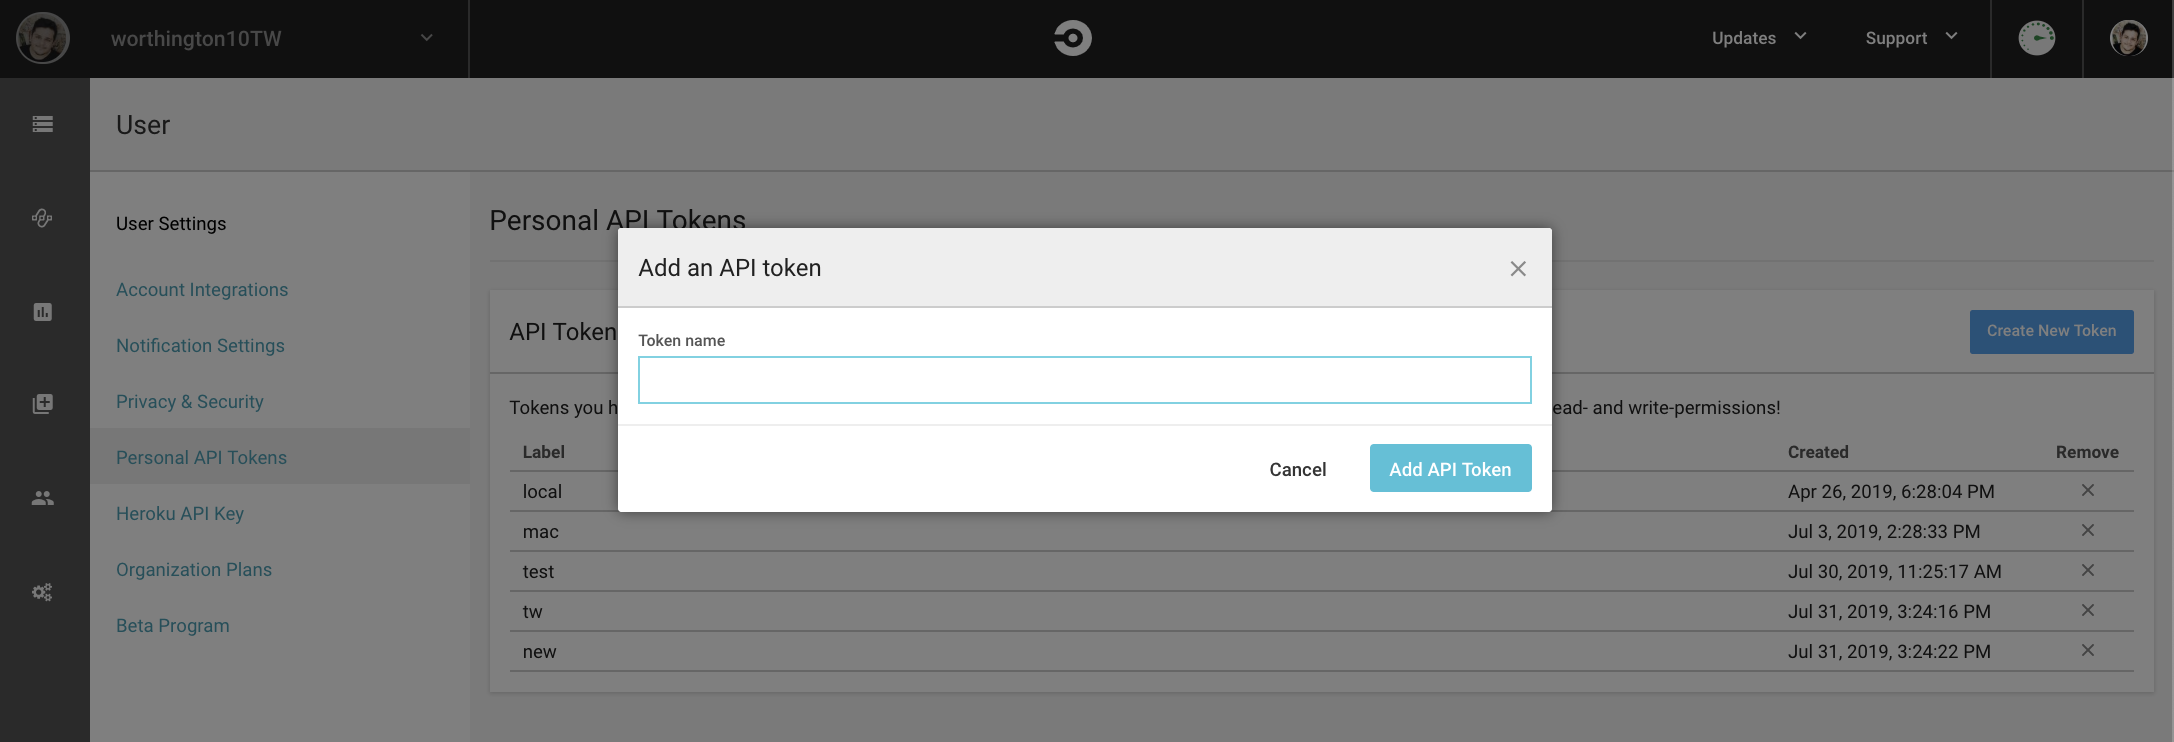 worthington10TW
Updates
Support
User
User Settings
Account Integrations
Notification Settings
Privacy & Security
Personal API Tokens
Heroku API Key
Organization Plans
Beta Program
Personal API Tokens
Add an API token
Token name
Cancel
Add API Token
API Token
Create New Token
Tokens you
and write-permissions!
Label
Created
Remove
local
Apr 26, 2019, 6:28:04 PM
mac
Jul 3, 2019, 2:28:33 PM
test
Jul 30, 2019, 11:25:17 AM
tw
Jul 31, 2019, 3:24:16 PM
new
Jul 31, 2019, 3:24:22 PM